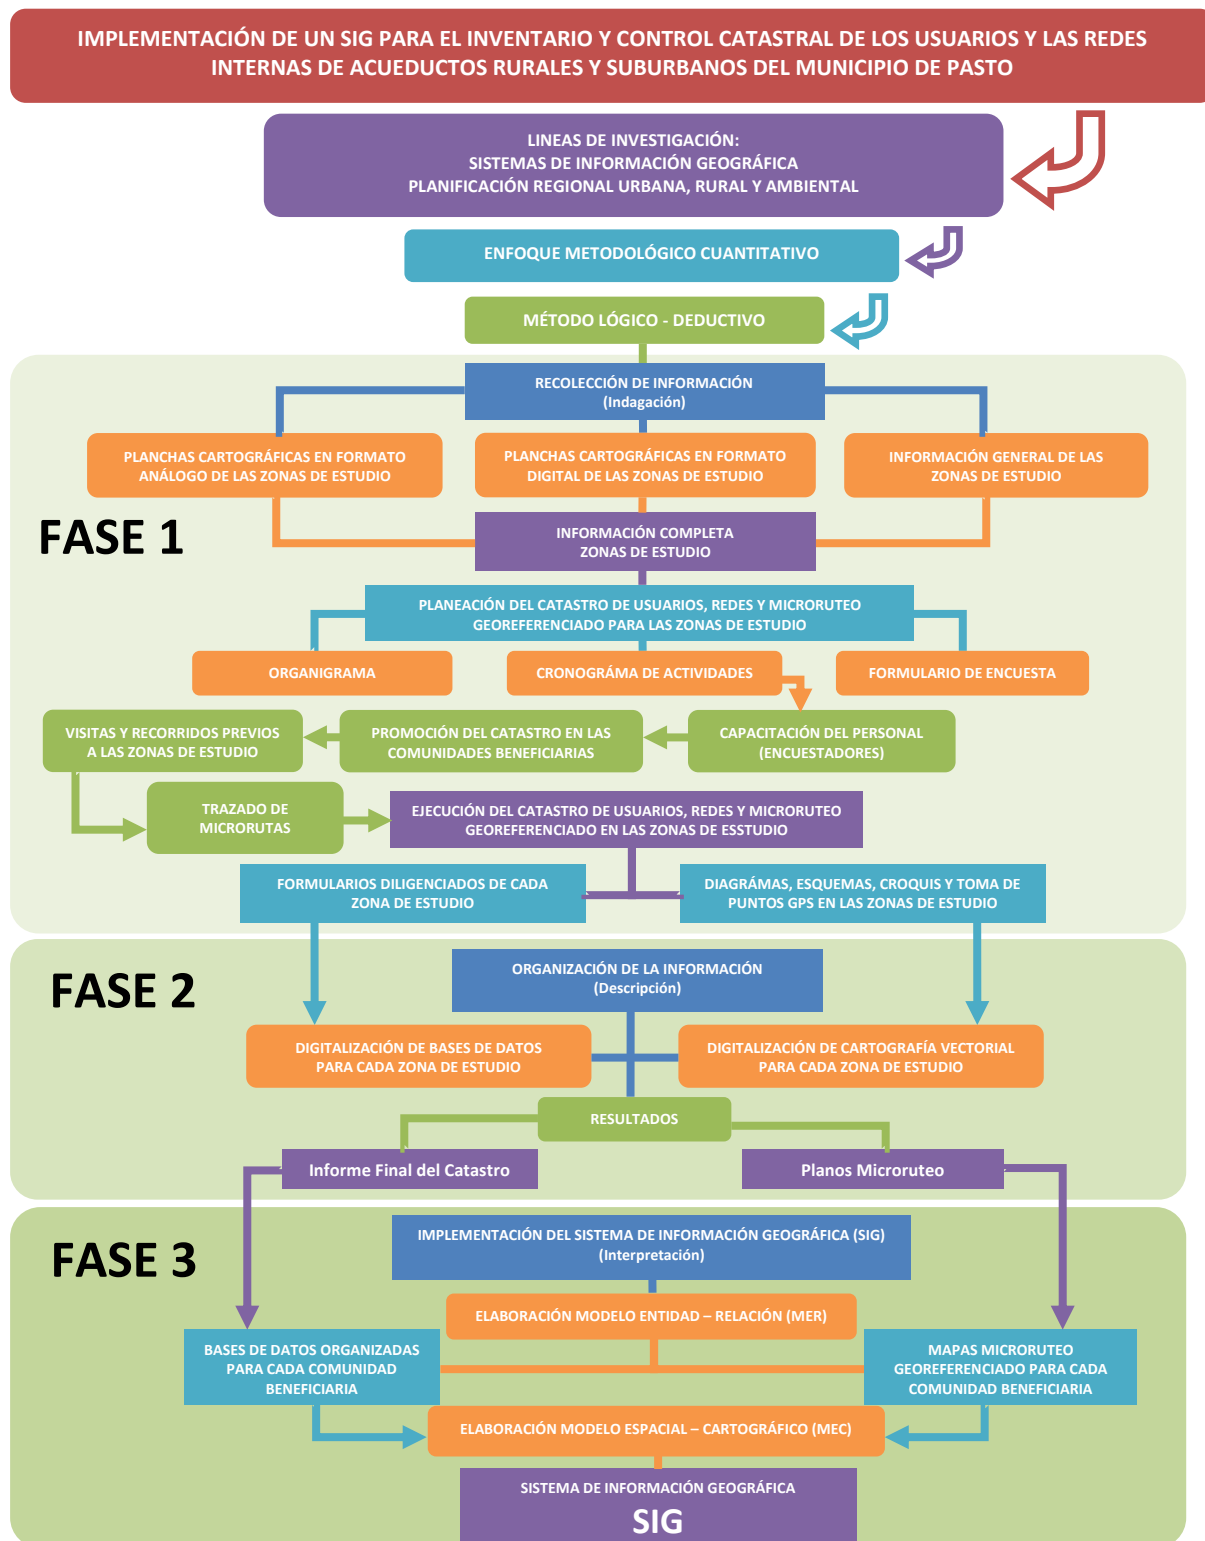 IMPLEMENTACIÓN DE UN SIG PARA EL INVENTARIO Y CONTROL CATASTRAL DE LOS USUARIOS Y LAS REDES
INTERNAS DE ACUEDUCTOS RURALES Y SUBURBANOS DEL MUNICIPIO DE PASTO
LINEAS DE INVESTIGACIÓN:
SISTEMAS DE INFORMACIÓN GEOGRÁFICA
PLANIFICACIÓN REGIONAL URBANA, RURAL Y AMBIENTAL
ENFOQUE METODOLÓGICO CUANTITATIVO
MÉTODO LÓGICO - DEDUCTIVO
FASE 1
RECOLECCIÓN DE INFORMACIÓN
(Indagación)
PLANCHAS CARTOGRÁFICAS EN FORMATO
ANÁLOGO DE LAS ZONAS DE ESTUDIO
PLANCHAS CARTOGRÁFICAS EN FORMATO
DIGITAL DE LAS ZONAS DE ESTUDIO
INFORMACIÓN GENERAL DE LAS
ZONAS DE ESTUDIO
INFORMACIÓN COMPLETA
ZONAS DE ESTUDIO
PLANEACIÓN DEL CATASTRO DE USUARIOS, REDES Y MICRORUTEO
GEOREFERENCIADO PARA LAS ZONAS DE ESTUDIO
ORGANIGRAMA
CRONOGRÁMA DE ACTIVIDADES
FORMULARIO DE ENCUESTA
VISITAS Y RECORRIDOS PREVIOS
A LAS ZONAS DE ESTUDIO
PROMOCIÓN DEL CATASTRO EN LAS
COMUNIDADES BENEFICIARIAS
CAPACITACIÓN DEL PERSONAL
(ENCUESTADORES)
TRAZADO DE
MICRORUTAS
EJECUCIÓN DEL CATASTRO DE USUARIOS, REDES Y MICRORUTEO
GEOREFERENCIADO EN LAS ZONAS DE ESSTUDIO
FORMULARIOS DILIGENCIADOS DE CADA
ZONA DE ESTUDIO
DIAGRÁMAS, ESQUEMAS, CROQUIS Y TOMA DE
PUNTOS GPS EN LAS ZONAS DE ESTUDIO
FASE 2
ORGANIZACIÓN DE LA INFORMACIÓN
(Descripción)
DIGITALIZACIÓN DE BASES DE DATOS
PARA CADA ZONA DE ESTUDIO
DIGITALIZACIÓN DE CARTOGRAFÍA VECTORIAL
PARA CADA ZONA DE ESTUDIO
RESULTADOS
Informe Final del Catastro
Planos Microruteo
FASE 3
IMPLEMENTACIÓN DEL SISTEMA DE INFORMACIÓN GEOGRÁFICA (SIG)
(Interpretación)
ELABORACIÓN MODELO ENTIDAD – RELACIÓN (MER)
BASES DE DATOS ORGANIZADAS
PARA CADA COMUNIDAD
BENEFICIARIA
MAPAS MICRORUTEO
GEOREFERENCIADO PARA CADA
COMUNIDAD BENEFICIARIA
ELABORACIÓN MODELO ESPACIAL – CARTOGRÁFICO (MEC)
SISTEMA DE INFORMACIÓN GEOGRÁFICA
SIG